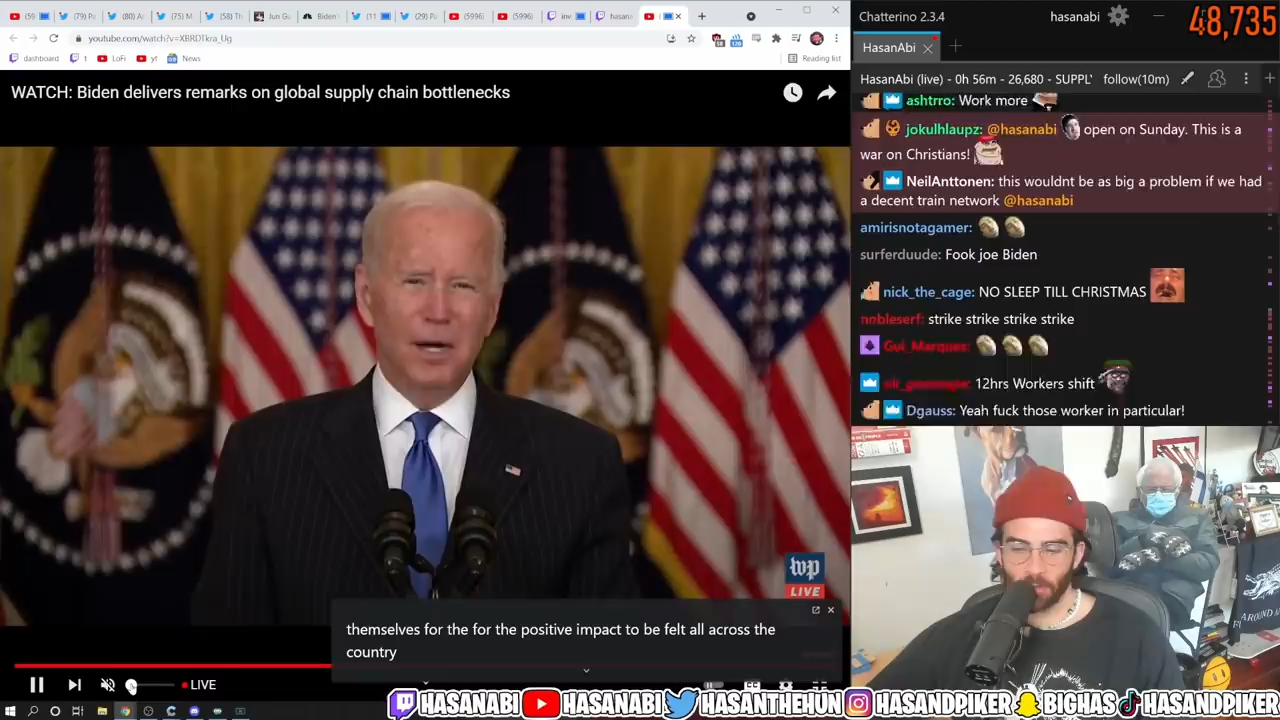 youtube.com/watch?v=XBRDTkra_Ug
dashboard
LoFi
yt
News
Reading list
WATCH: Biden delivers remarks on global supply chain bottlenecks
wp
LIVE
themselves for the for the positive impact to be felt all across the
country
LIVE
Chatterino 2.3.4
hasanabi
48,735
HasanAbi
HasanAbi (live) - 0h 56m - 26,680 - SUPPL'
follow(10m)
ashtrro: Work more
jokulhlaupz: @hasanabi open on Sunday. This is a
war on Christians!
NeilAnttonen: this wouldnt be as big a problem if we had
a decent train network @hasanabi
amirisnotagamer:
surferduude: Fook joe Biden
nick_the_cage: NO SLEEP TILL CHRISTMAS
nnbleserf: strike strike strike strike
Gui_Marques:
12hrs Workers shift
Dgauss: Yeah fuck those worker in particular!
HASANABI HASANABI HASANTHEHUN HASANDPIKER BIGHAS HASANDPIKER